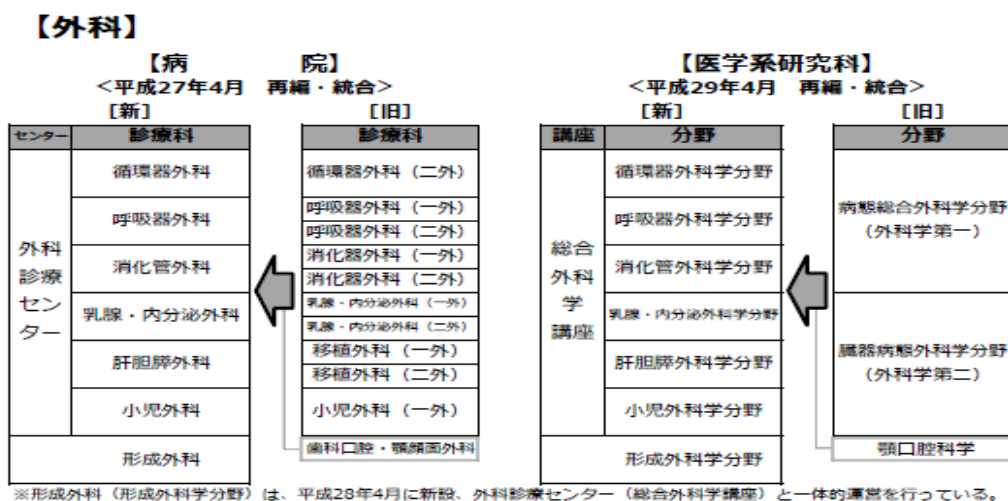 【外科】
【病 院】
<平成27年4月 再編・統合>
[新] [旧]
センター 診療科 診療科
外科診療センター
循環器外科
呼吸器外科
消化管外科
乳腺・内分泌外科
肝胆膵外科
小児外科
形成外科
循環器外科（二外）
呼吸器外科（一外）
呼吸器外科（二外）
消化器外科（一外）
消化器外科（二外）
乳腺・内分泌外科（一外）
乳腺・内分泌外科（二外）
移植外科（一外）
移植外科（二外）
小児外科（一外）
歯科口腔・顎顔面外科
【医学系研究科】
<平成29年4月 再編・統合>
[新] [旧]
講座 分野 分野
総合外科学講座
循環器外科学分野
呼吸器外科学分野
消化管外科学分野
乳腺・内分泌外科学分野
肝胆膵外科学分野
小児外科学分野
形成外科学分野
病態総合外科学分野
（外科学第一）
臓器病態外科学分野
（外科学第二）
顎口腔科学
※形成外科（形成外科学分野）は、平成28年4月に新設、外科診療センター（総合外科学講座）と一体的運営を行っている。